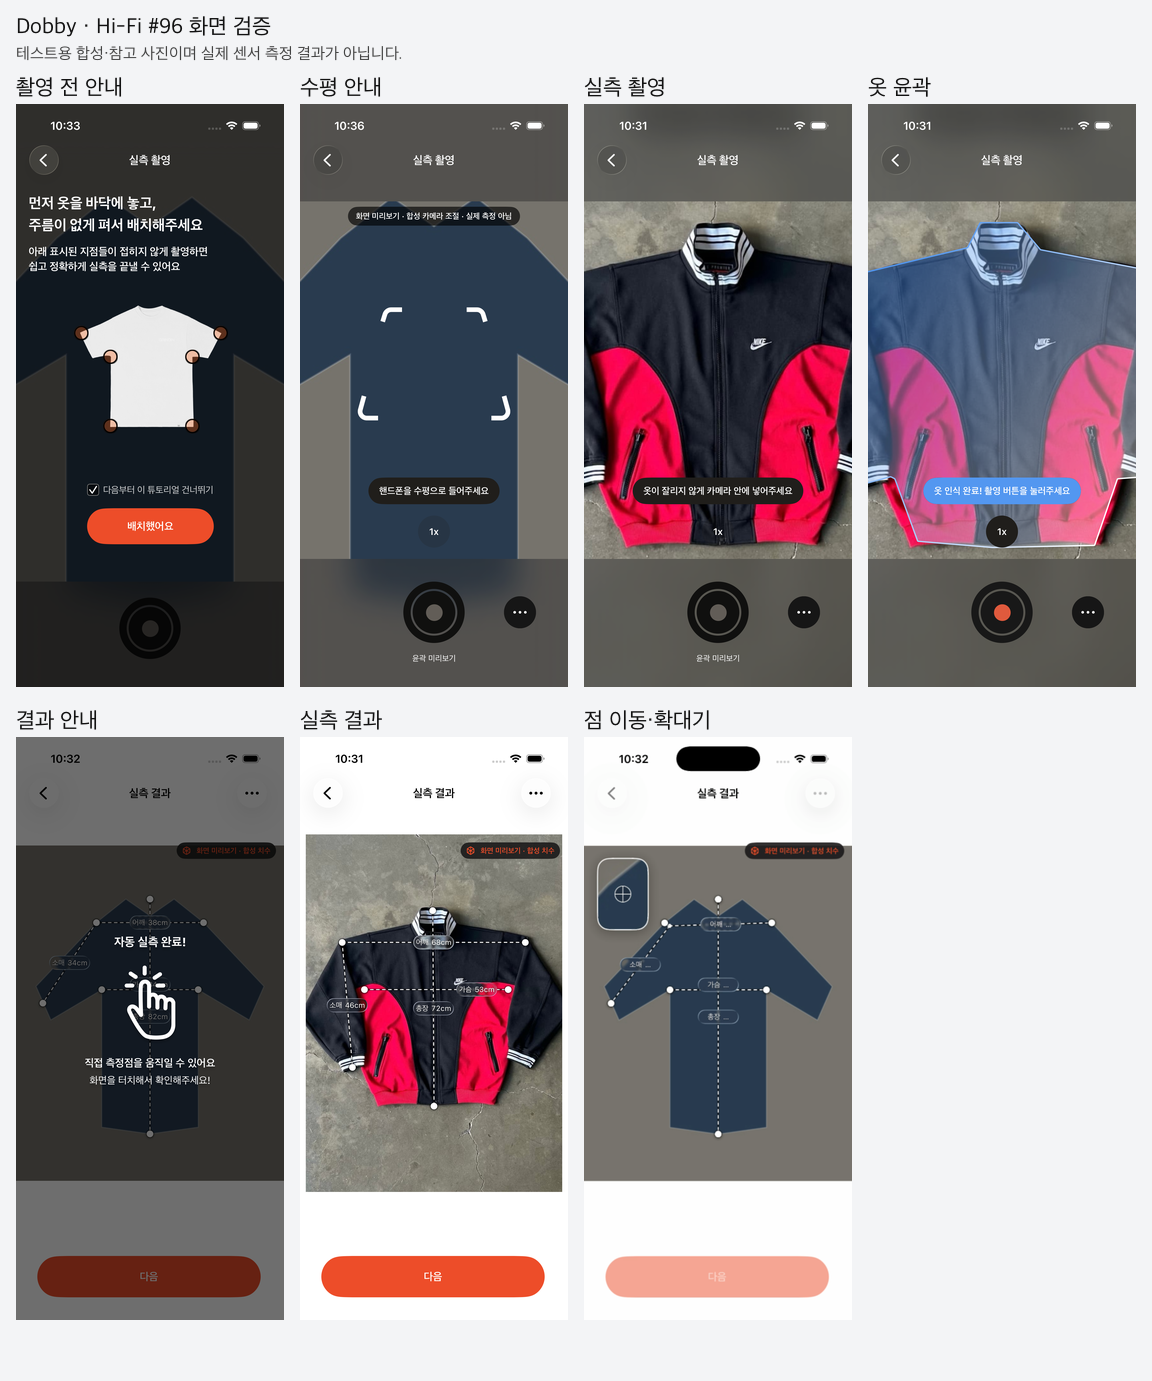 Dobby · Hi-Fi #96 화면 검증
테스트용 합성·참고 사진이며 실제 센서 측정 결과가 아닙니다.
촬영 전 안내
10:33
실측 촬영
먼저 옷을 바닥에 놓고,
주름이 없게 펴서 배치해주세요
아래 표시된 지점들이 접히지 않게 촬영하면
쉽고 정확하게 실측을 끝낼 수 있어요
다음부터 이 튜토리얼 건너뛰기
배치했어요
수평 안내
10:36
실측 촬영
화면 미리보기 · 합성 카메라 조절 · 실제 측정 아님
핸드폰을 수평으로 들어주세요
1x
윤곽 미리보기
실측 촬영
10:31
실측 촬영
NIKE
옷이 잘리지 않게 카메라 안에 넣어주세요
1x
윤곽 미리보기
옷 윤곽
10:31
실측 촬영
NIKE
옷 인식 완료! 촬영 버튼을 눌러주세요
1x
결과 안내
10:32
실측 결과
화면 미리보기 · 합성 치수
어깨 38cm
자동 실측 완료!
소매 34cm
82cm
직접 측정점을 움직일 수 있어요
화면을 터치해서 확인해주세요!
다음
실측 결과
10:31
실측 결과
화면 미리보기 · 합성 치수
어깨 68cm
가슴 53cm
소매 46cm
총장 72cm
다음
점 이동·확대기
10:32
실측 결과
화면 미리보기 · 합성 치수
어깨 ...
소매 ...
가슴 ...
총장 ...
다음